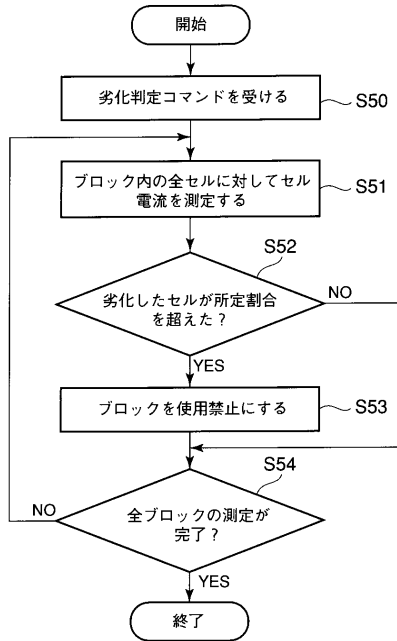 開始
劣化判定コマンドを受ける
S50
ブロック内の全セルに対してセル
電流を測定する
S51
S52
劣化したセルが所定割合
を超えた？
NO
YES
ブロックを使用禁止にする
S53
S54
全ブロックの測定が
完了？
NO
YES
終了